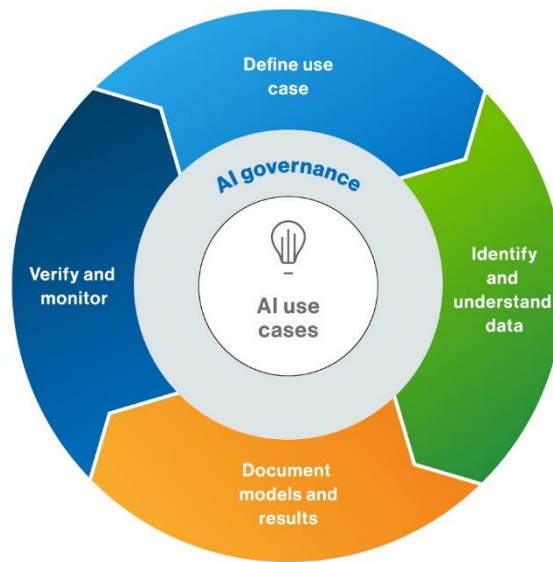 Define use
case
AI governance
AI use
cases
Identify
and
understand
data
Document
models and
results
Verify and
monitor